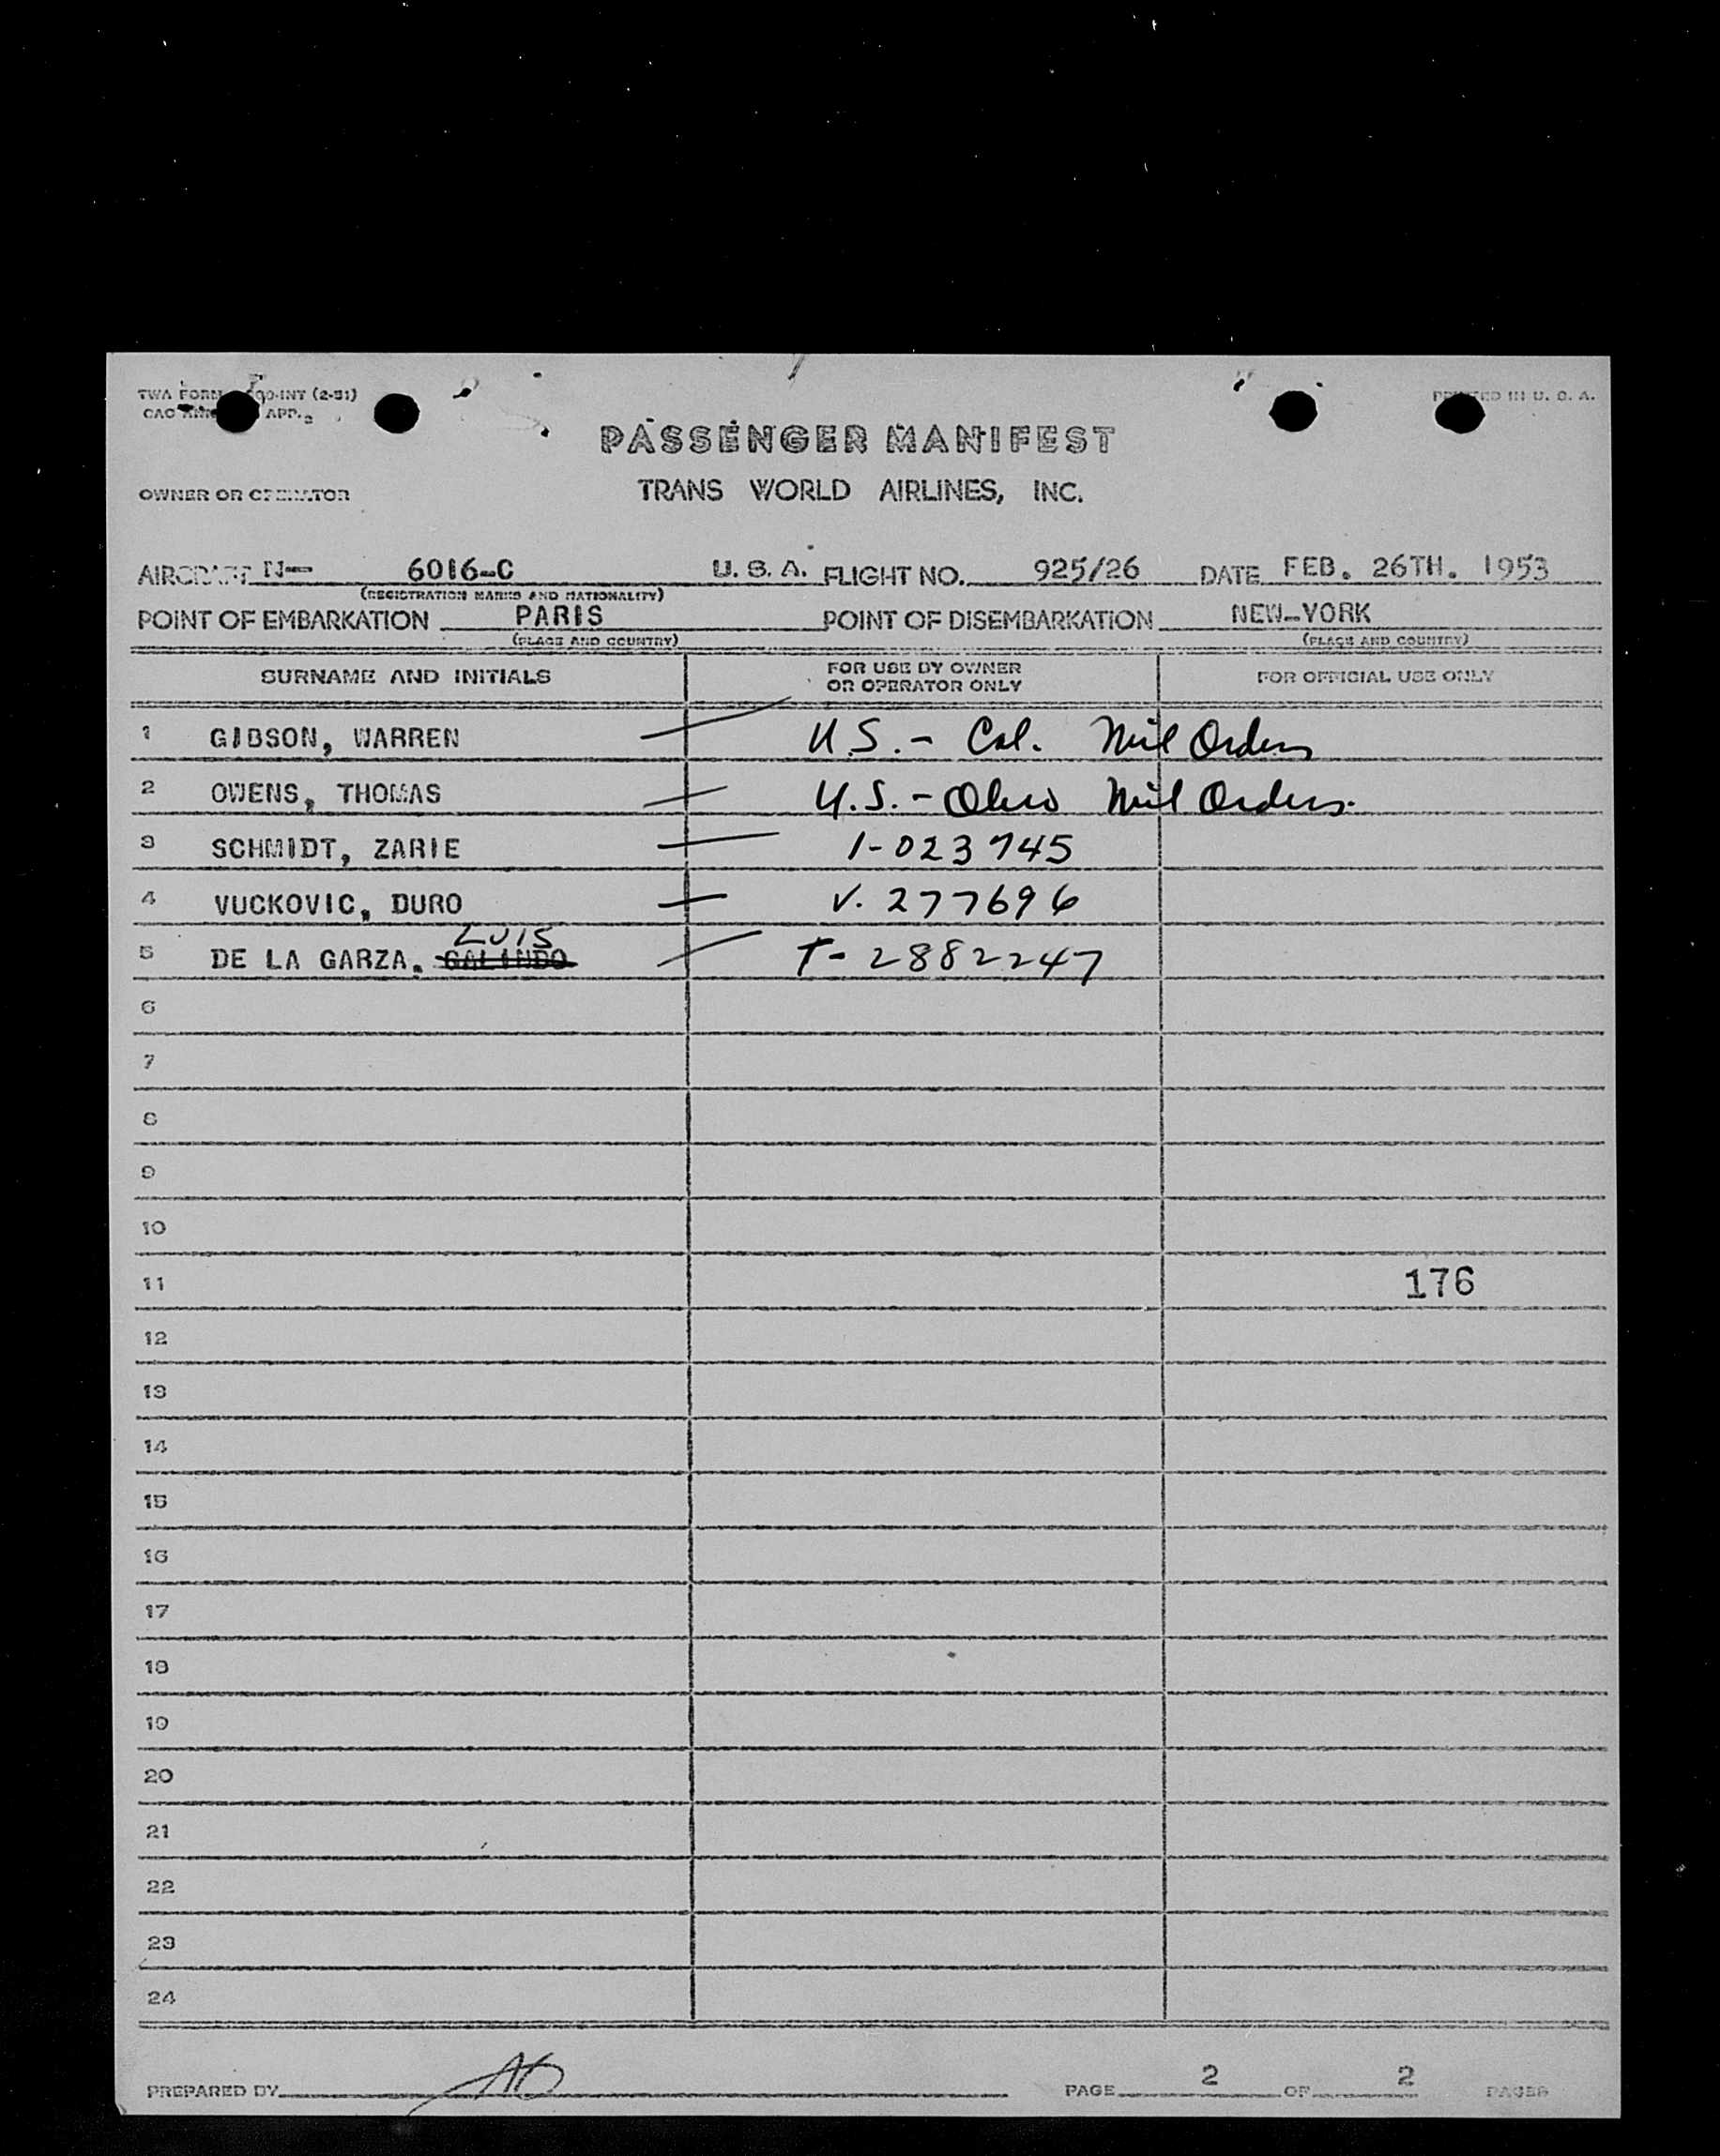 TWA FORM 00-INT (2-51)
CAO APP. 2
PRINTED IN U. S. A.
PASSENGER MANIFEST
OWNER OR OPERATOR TRANS WORLD AIRLINES, INC.
AIRCRAFT N- 6016-C U. S. A. FLIGHT NO. 925/26 DATE FEB. 26TH. 1953
(REGISTRATION MARKS AND NATIONALITY)
POINT OF EMBARKATION PARIS POINT OF DISEMBARKATION NEW-YORK
(PLACE AND COUNTRY) (PLACE AND COUNTRY)
SURNAME AND INITIALS FOR USE BY OWNER OR OPERATOR ONLY FOR OFFICIAL USE ONLY
1 GIBSON, WARREN U.S. - Cal. Mil Orders
2 OWENS, THOMAS U.S. - Ohio Mil Orders.
3 SCHMIDT, ZARIE 1-023745
4 VUCKOVIC, DURO V. 277696
LUIS
5 DE LA GARZA, GALINDO T- 2882247
6
7
8
9
10
11 176
12
13
14
15
16
17
18
19
20
21
22
23
24
PREPARED BY PAGE 2 OF 2 PAGES